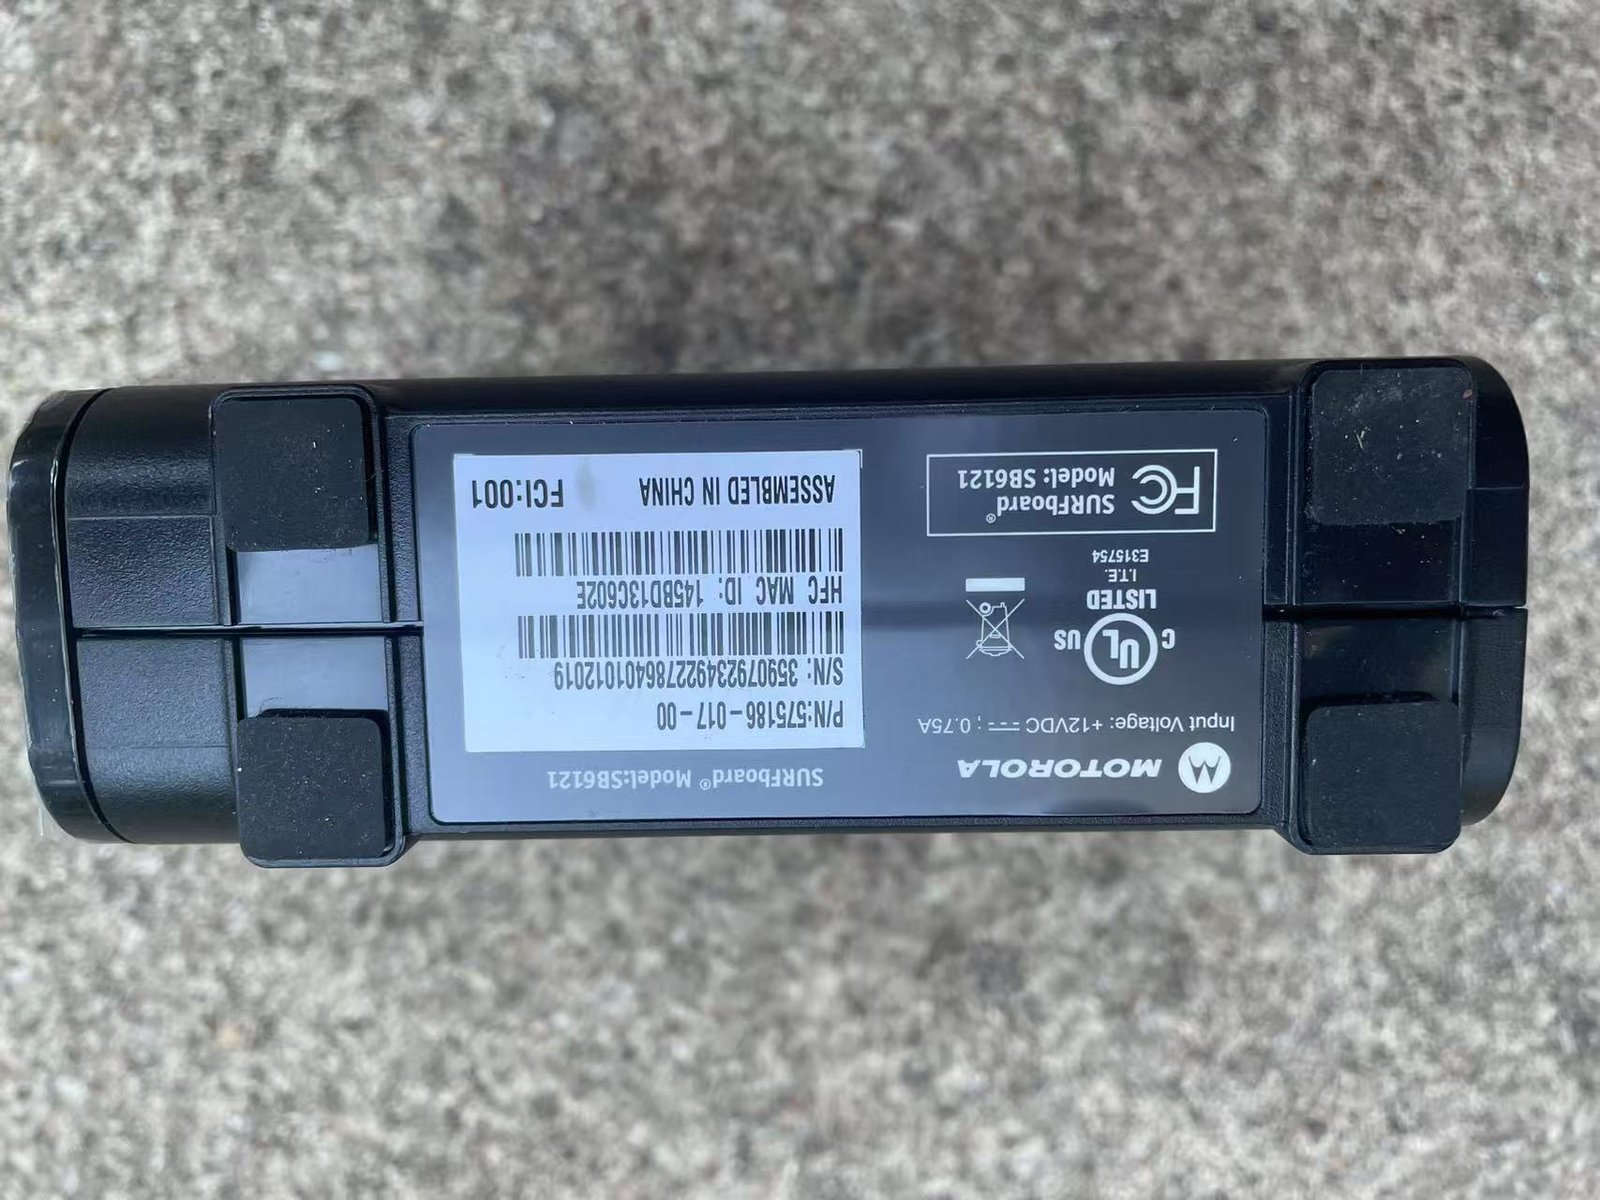 MOTOROLA
Input Voltage: +12VDC ⎓ ; 0.75A
C UL US
LISTED
I.T.E.
E315754
FC
SURFboard®
Model: SB6121
SURFboard® Model:SB6121
P/N:575186-017-00
S/N: 359079234922786401012019
HFC MAC ID: 145BD13C602E
ASSEMBLED IN CHINA FCI:001